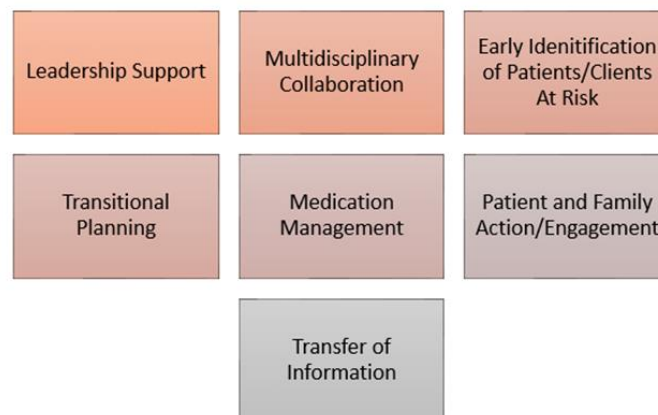 Leadership Support
Multidisciplinary
Collaboration
Early Idenitification
of Patients/Clients
At Risk
Transitional
Planning
Medication
Management
Patient and Family
Action/Engagement
Transfer of
Information